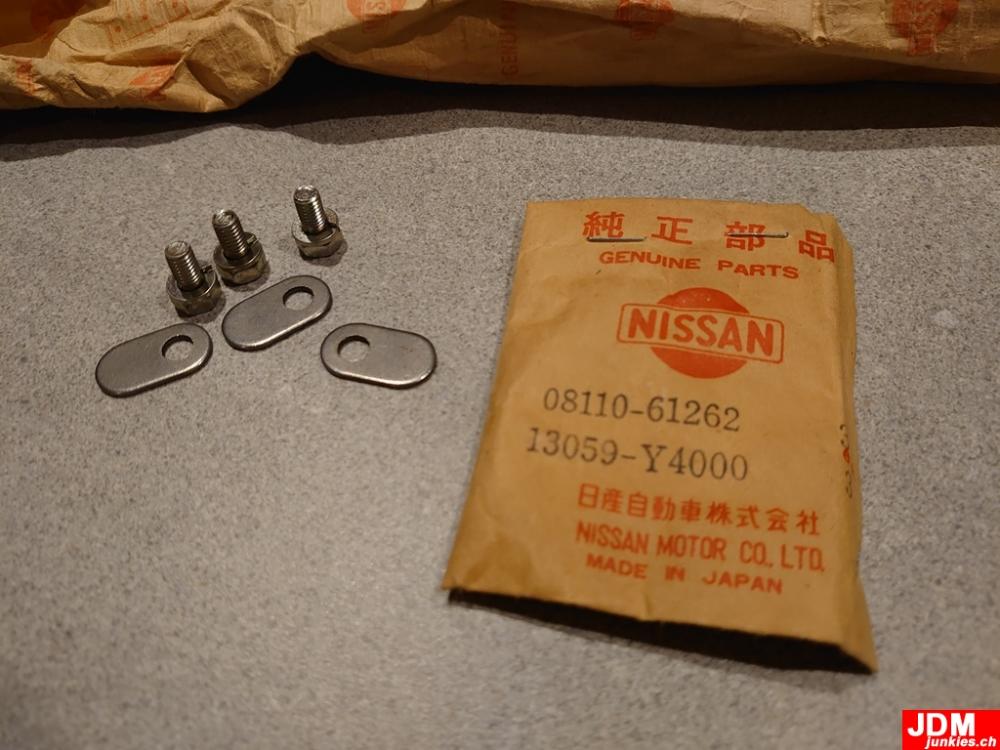 GENUINE
純正部品
GENUINE PARTS
NISSAN
08110-61262
13059-Y4000
日産自動車株式会社
NISSAN MOTOR CO., LTD.
MADE IN JAPAN
JDM
junkies.ch